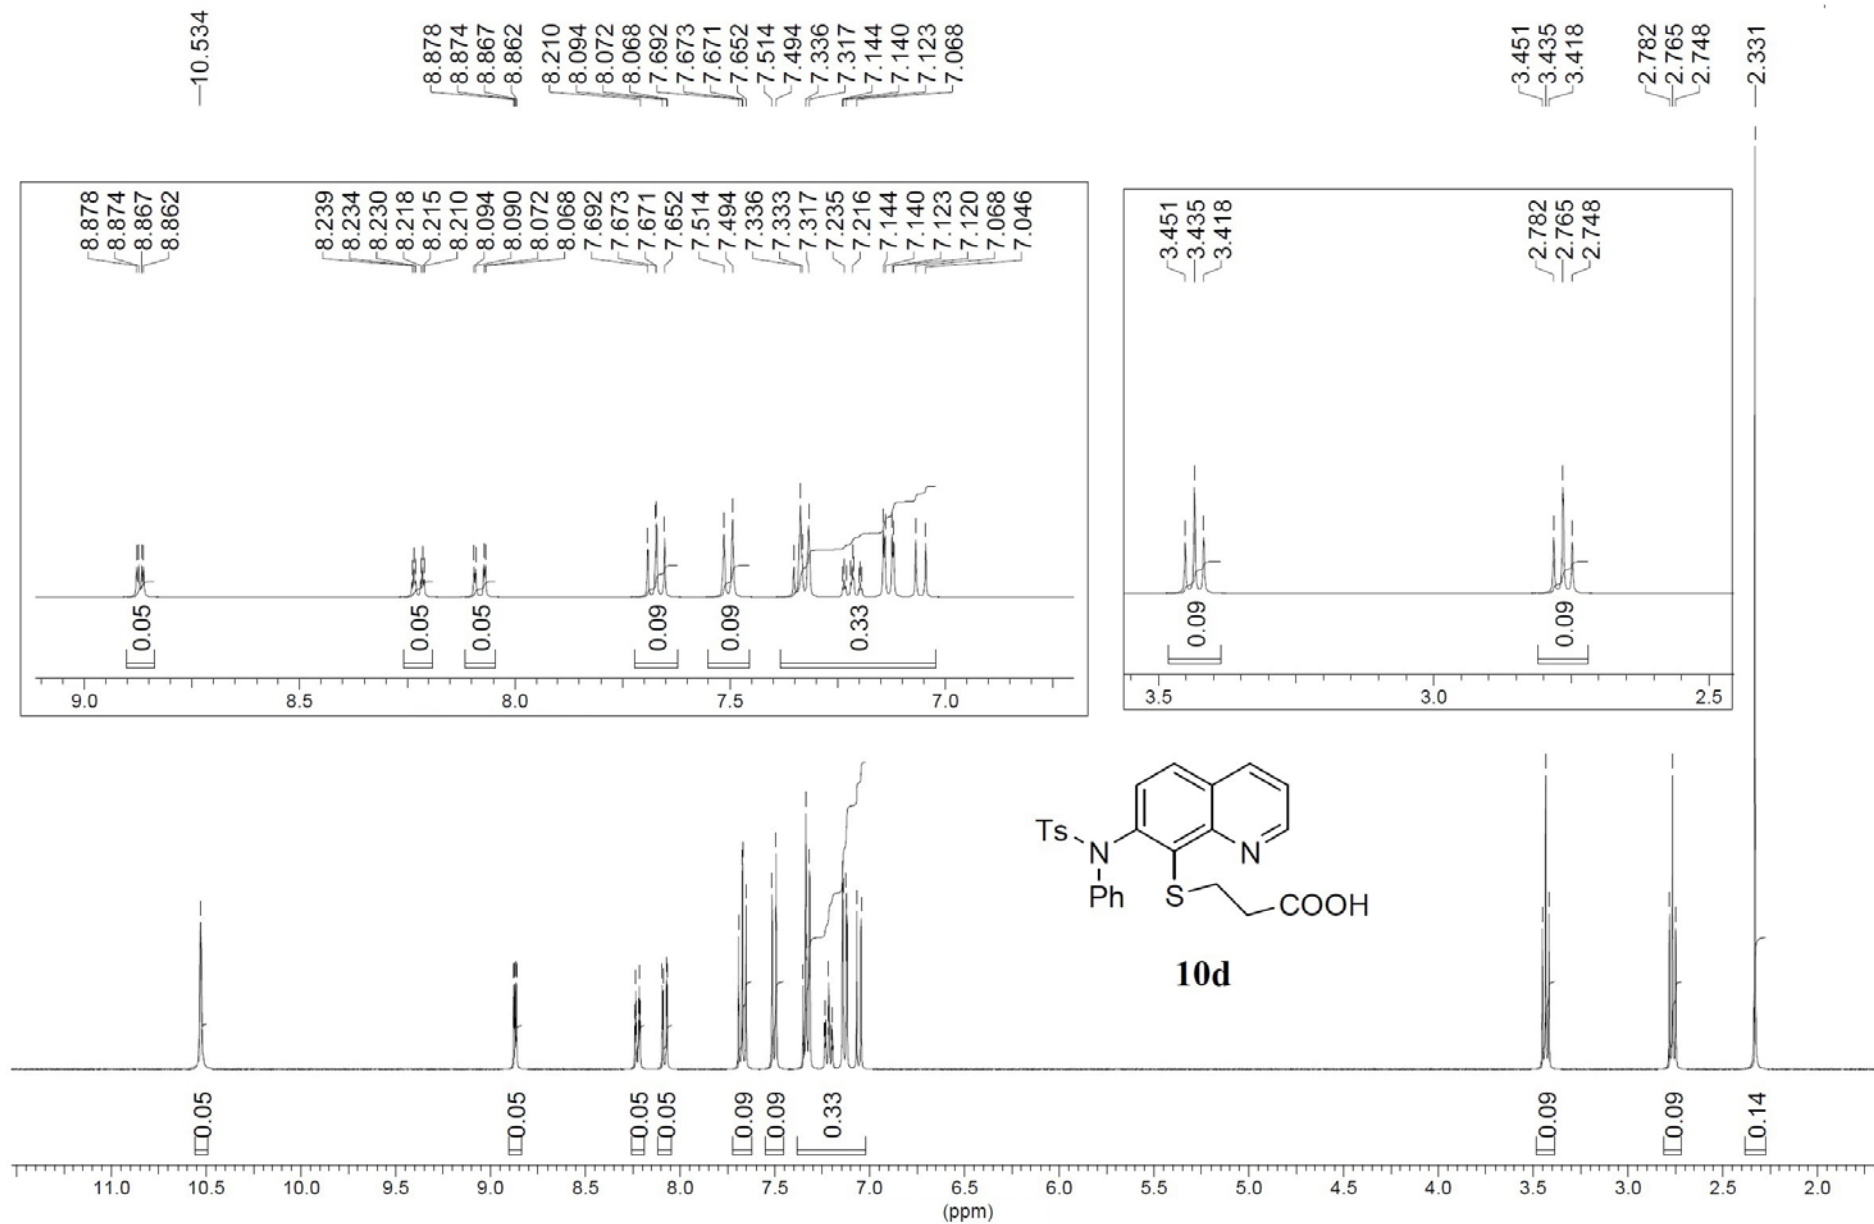 10.534 8.878 8.874 8.867 8.862 8.210 8.094 8.072 8.068 7.692 7.673 7.671 7.652 7.514 7.494 7.336 7.317 7.144 7.140 7.123 7.068 3.451 3.435 3.418 2.782 2.765 2.748 2.331
8.878 8.874 8.867 8.862 8.239 8.234 8.230 8.218 8.215 8.210 8.094 8.090 8.072 8.068 7.692 7.673 7.671 7.652 7.514 7.494 7.336 7.333 7.317 7.235 7.216 7.144 7.140 7.123 7.120 7.068 7.046
0.05 0.05 0.05 0.09 0.09 0.33
9.0 8.5 8.0 7.5 7.0
3.451 3.435 3.418 2.782 2.765 2.748
0.09 0.09
3.5 3.0 2.5
Ts
N
N
Ph
S
COOH
10d
0.05 0.05 0.05 0.05 0.09 0.09 0.33 0.09 0.09 0.14
11.0 10.5 10.0 9.5 9.0 8.5 8.0 7.5 7.0 6.5 6.0 5.5 5.0 4.5 4.0 3.5 3.0 2.5 2.0
(ppm)